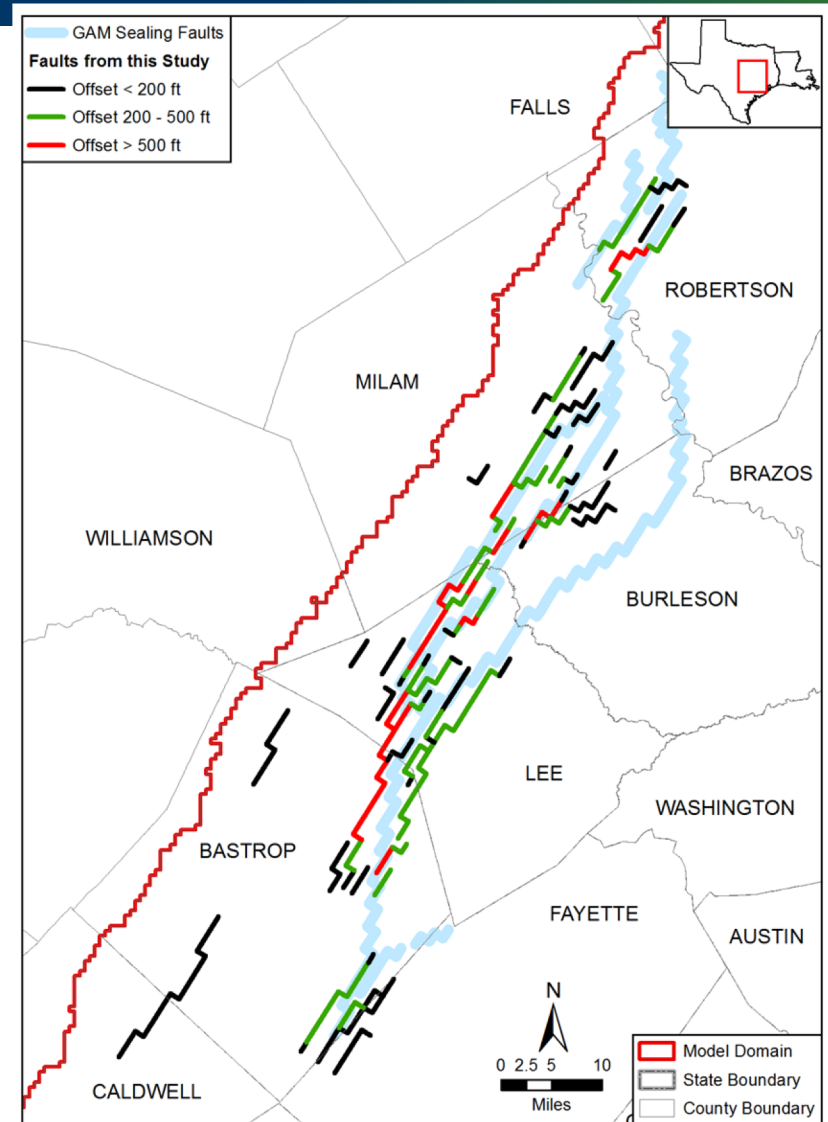 GAM Sealing Faults
Faults from this Study
Offset < 200 ft
Offset 200 - 500 ft
Offset > 500 ft
FALLS
ROBERTSON
MILAM
BRAZOS
WILLIAMSON
BURLESON
LEE
WASHINGTON
BASTROP
FAYETTE
AUSTIN
N
0 2.5 5 10
Miles
CALDWELL
Model Domain
State Boundary
County Boundary